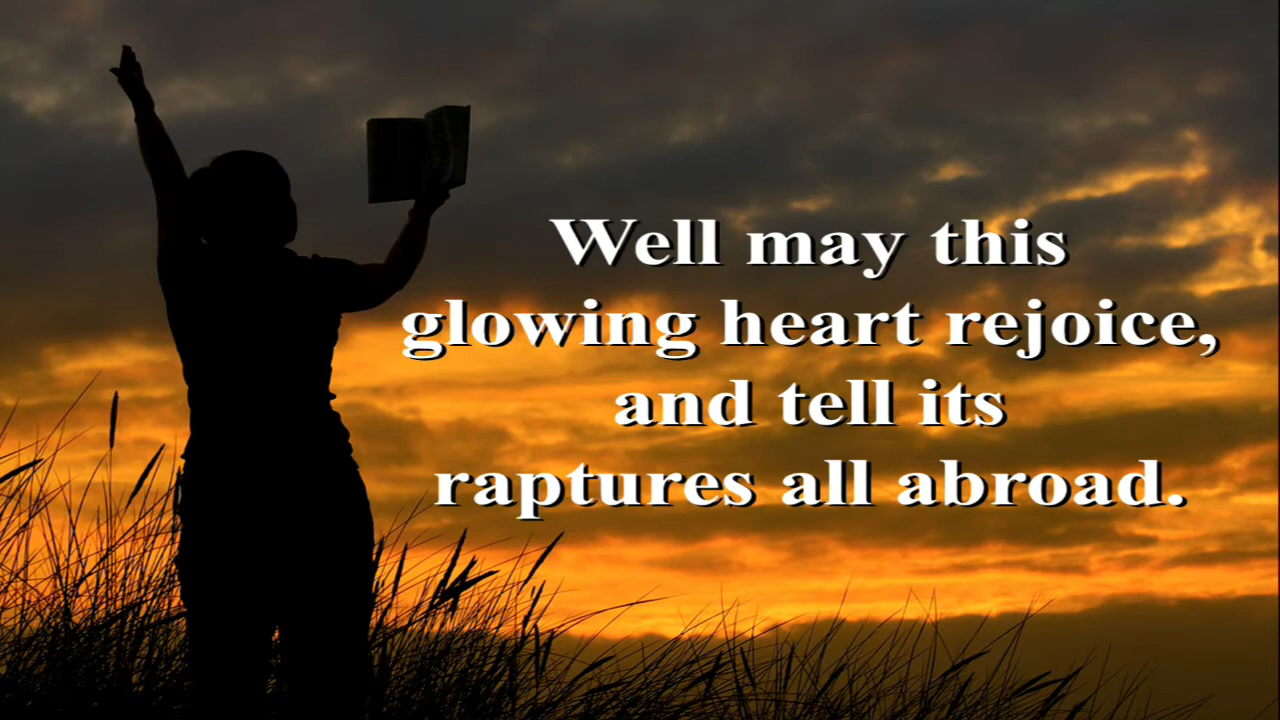 Well may this
glowing heart rejoice,
and tell its
raptures all abroad.